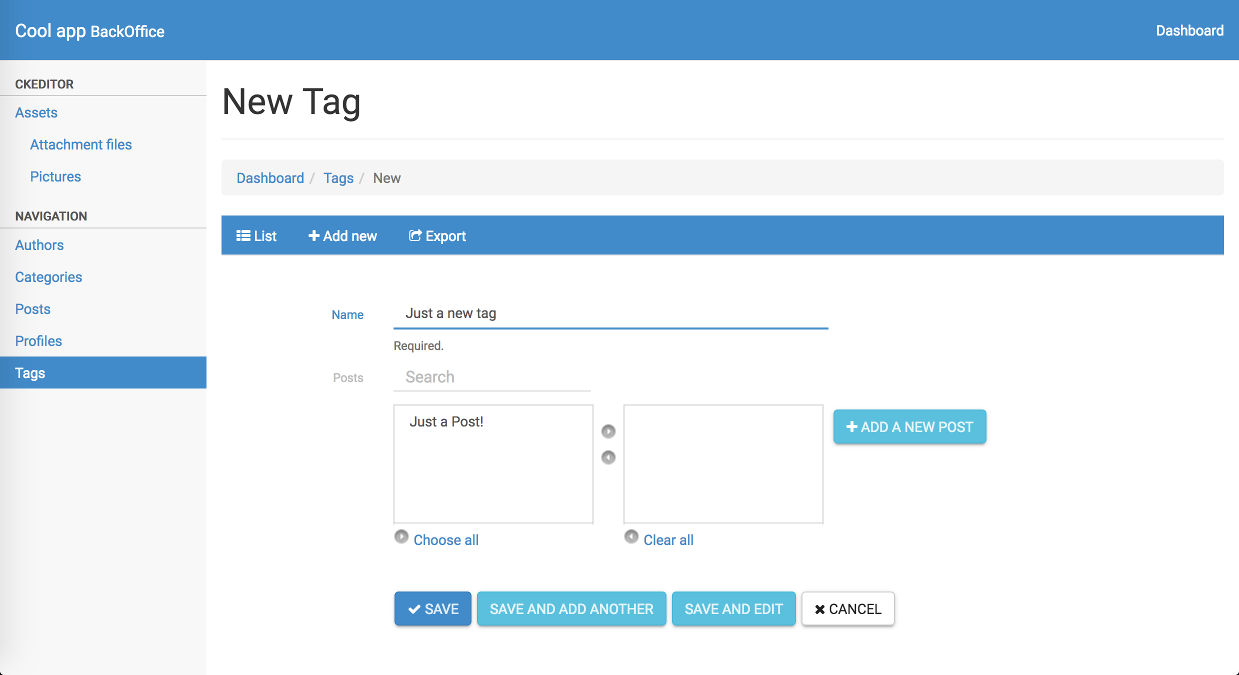 Cool app BackOffice
Dashboard
CKEDITOR
Assets
Attachment files
Pictures
NAVIGATION
Authors
Categories
Posts
Profiles
Tags
New Tag
Dashboard / Tags / New
List Add new Export
Name Just a new tag
Required.
Posts Search
Just a Post!
ADD A NEW POST
Choose all Clear all
SAVE SAVE AND ADD ANOTHER SAVE AND EDIT CANCEL